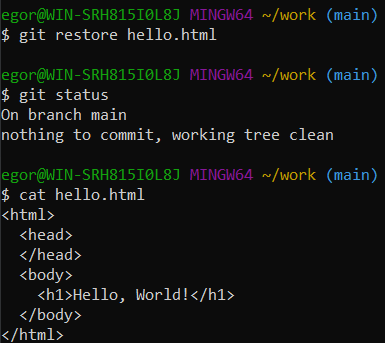 egor@WIN-SRH815I0L8J MINGW64 ~/work (main)
$ git restore hello.html

egor@WIN-SRH815I0L8J MINGW64 ~/work (main)
$ git status
On branch main
nothing to commit, working tree clean

egor@WIN-SRH815I0L8J MINGW64 ~/work (main)
$ cat hello.html
<html>
  <head>
  </head>
  <body>
    <h1>Hello, World!</h1>
  </body>
</html>